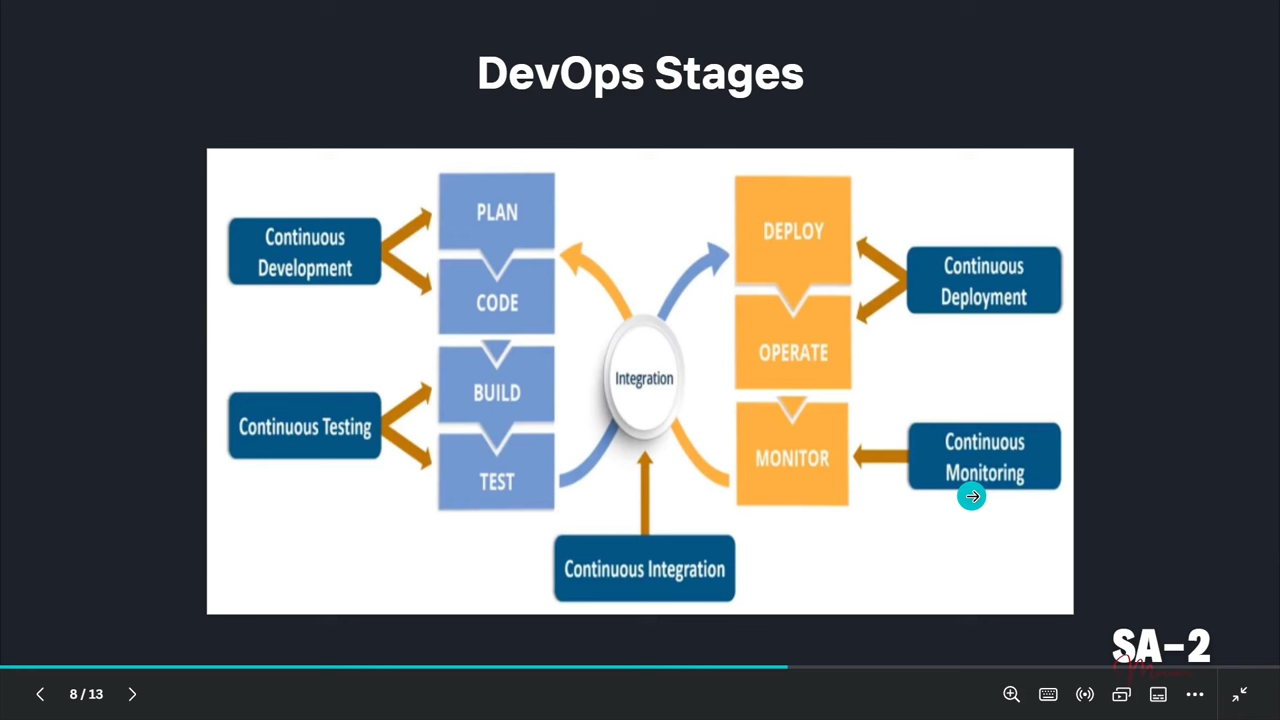 DevOps Stages
Continuous
Development
Continuous Testing
PLAN
CODE
BUILD
TEST
Integration
Continuous Integration
DEPLOY
OPERATE
MONITOR
Continuous
Deployment
Continuous
Monitoring
SA-2
8 / 13